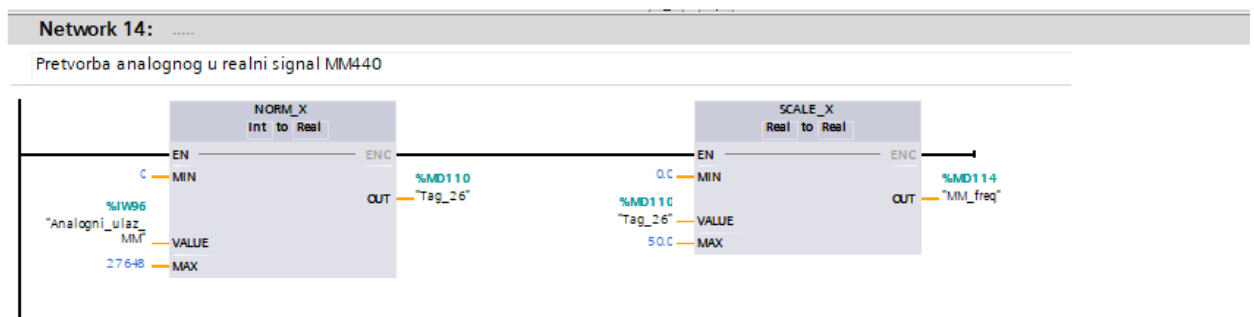 Network 14: .....
Pretvorba analognog u realni signal MM440
NORM_X
Int to Real
EN
ENO
0
MIN
%IW96
"Analogni_ulaz_
MM"
VALUE
27648
MAX
OUT
%MD110
"Tag_26"
SCALE_X
Real to Real
EN
ENO
0.0
MIN
%MD110
"Tag_26"
VALUE
50.0
MAX
OUT
%MD114
"MM_freq"